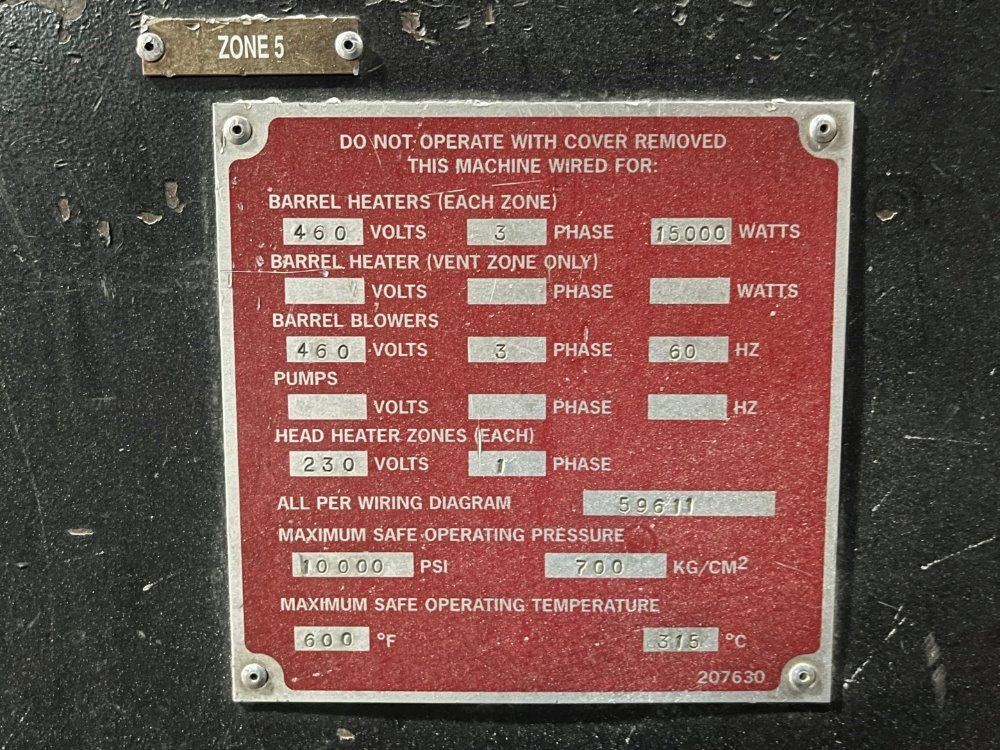 ZONE 5
DO NOT OPERATE WITH COVER REMOVED
THIS MACHINE WIRED FOR:
BARREL HEATERS (EACH ZONE)
460 VOLTS 3 PHASE 15000 WATTS
BARREL HEATER (VENT ZONE ONLY)
VOLTS PHASE WATTS
BARREL BLOWERS
460 VOLTS 3 PHASE 60 HZ
PUMPS
VOLTS PHASE HZ
HEAD HEATER ZONES (EACH)
230 VOLTS 1 PHASE
ALL PER WIRING DIAGRAM 59611
MAXIMUM SAFE OPERATING PRESSURE
10000 PSI 700 KG/CM²
MAXIMUM SAFE OPERATING TEMPERATURE
600 °F 315 °C
207630